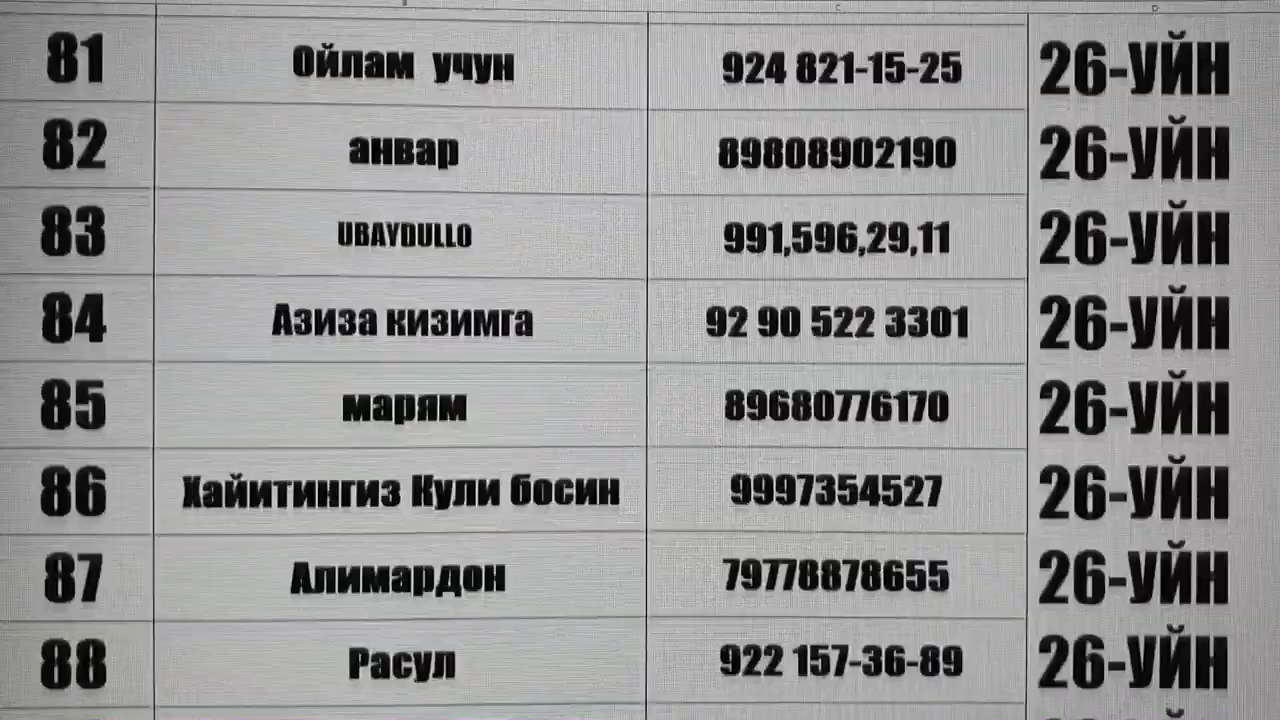 81 Ойлам учун 924 821-15-25 26-УЙН
82 анвар 89808902190 26-УЙН
83 UBAYDULLO 991,596,29,11 26-УЙН
84 Азиза кизимга 92 90 522 3301 26-УЙН
85 марям 89680776170 26-УЙН
86 Хайитингиз Кули босин 9997354527 26-УЙН
87 Алимардон 79778878655 26-УЙН
88 Расул 922 157-36-89 26-УЙН